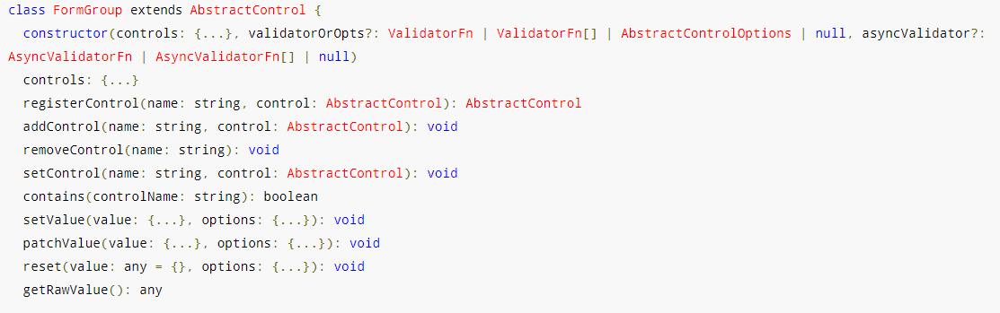 class FormGroup extends AbstractControl {
constructor(controls: {...}, validatorOrOpts?: ValidatorFn | ValidatorFn[] | AbstractControlOptions | null, asyncValidator?:
AsyncValidatorFn | AsyncValidatorFn[] | null)
controls: {...}
registerControl(name: string, control: AbstractControl): AbstractControl
addControl(name: string, control: AbstractControl): void
removeControl(name: string): void
setControl(name: string, control: AbstractControl): void
contains(controlName: string): boolean
setValue(value: {...}, options: {...}): void
patchValue(value: {...}, options: {...}): void
reset(value: any = {}, options: {...}): void
getRawValue(): any